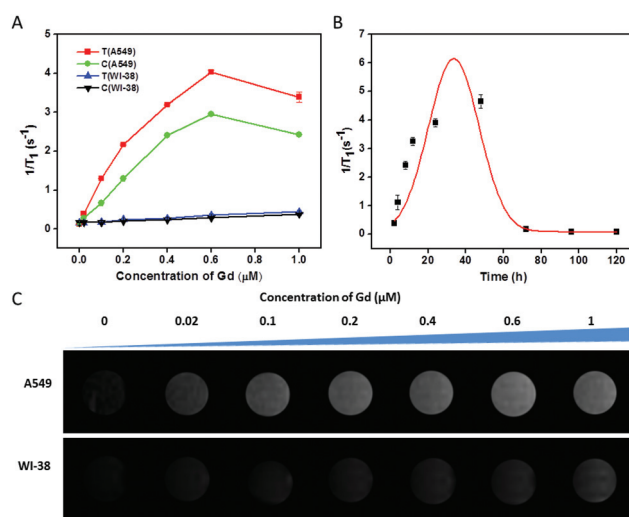 A
B
T(A549)
C(A549)
T(WI-38)
C(WI-38)
5
4
3
2
1
0
1/T1(s-1)
0.0 0.2 0.4 0.6 0.8 1.0
Concentration of Gd (μM)
7
6
5
4
3
2
1
0
1/T1(s-1)
0 20 40 60 80 100 120
Time (h)
C
Concentration of Gd (μM)
0 0.02 0.1 0.2 0.4 0.6 1
A549
WI-38